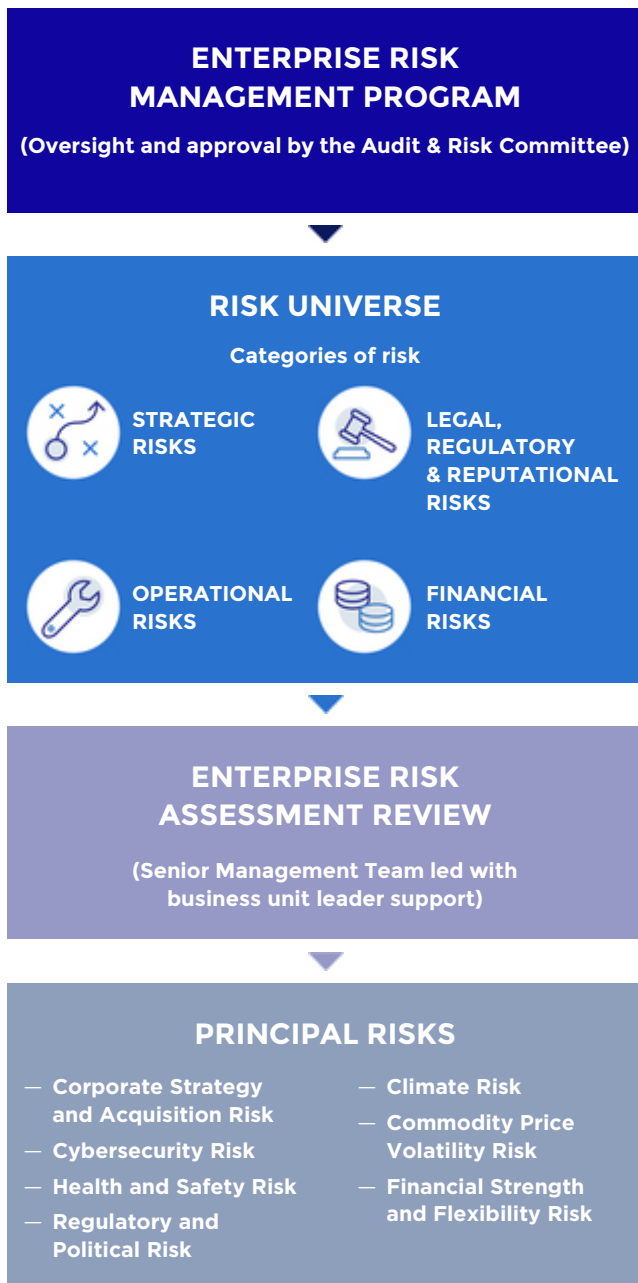 ENTERPRISE RISK
MANAGEMENT PROGRAM
(Oversight and approval by the Audit & Risk Committee)
RISK UNIVERSE
Categories of risk
STRATEGIC
RISKS
LEGAL,
REGULATORY
& REPUTATIONAL
RISKS
OPERATIONAL
RISKS
FINANCIAL
RISKS
ENTERPRISE RISK
ASSESSMENT REVIEW
(Senior Management Team led with
business unit leader support)
PRINCIPAL RISKS
— Corporate Strategy
and Acquisition Risk
— Cybersecurity Risk
— Health and Safety Risk
— Regulatory and
Political Risk
— Climate Risk
— Commodity Price
Volatility Risk
— Financial Strength
and Flexibility Risk